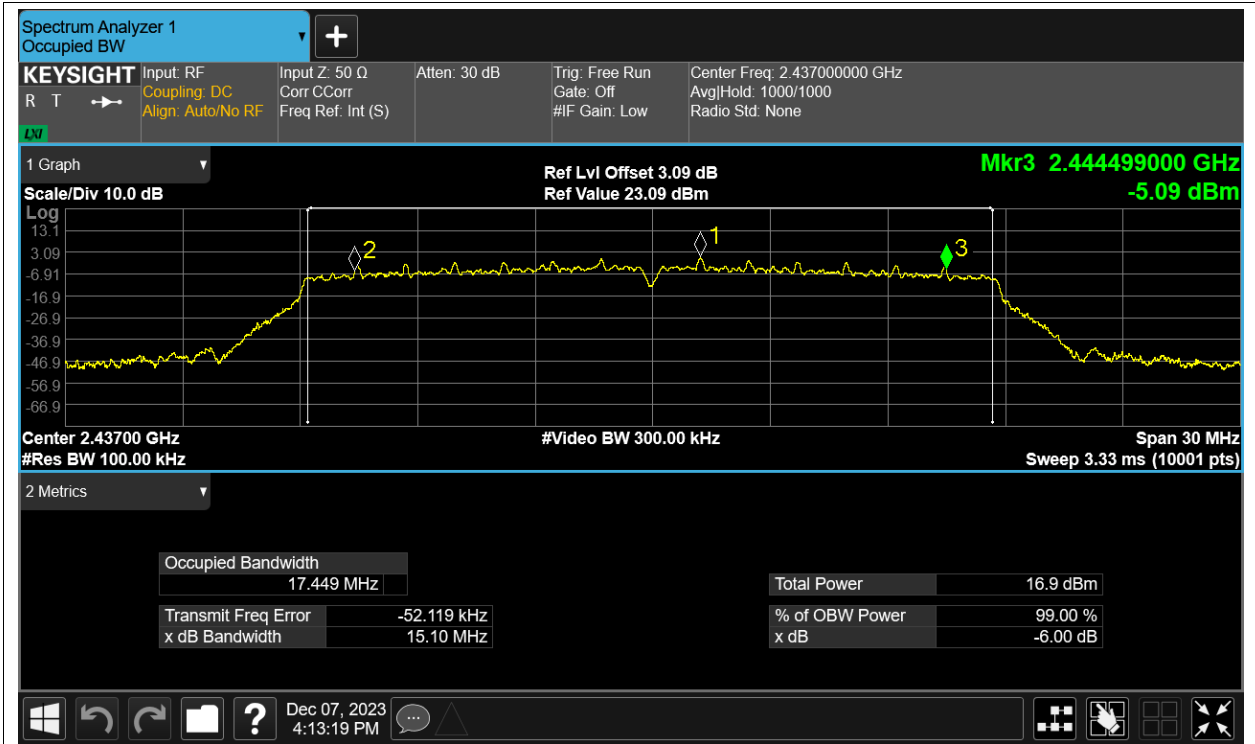 Spectrum Analyzer 1
Occupied BW
+
KEYSIGHT
R T
LXI
Input: RF
Coupling: DC
Align: Auto/No RF
Input Z: 50 Ω
Corr CCorr
Freq Ref: Int (S)
Atten: 30 dB
Trig: Free Run
Gate: Off
#IF Gain: Low
Center Freq: 2.437000000 GHz
Avg|Hold: 1000/1000
Radio Std: None
1 Graph
Scale/Div 10.0 dB
Ref Lvl Offset 3.09 dB
Ref Value 23.09 dBm
Mkr3 2.444499000 GHz
-5.09 dBm
Log
13.1
3.09
-6.91
-16.9
-26.9
-36.9
-46.9
-56.9
-66.9
2
1
3
Center 2.43700 GHz
#Video BW 300.00 kHz
Span 30 MHz
#Res BW 100.00 kHz
Sweep 3.33 ms (10001 pts)
2 Metrics
Occupied Bandwidth
17.449 MHz
Transmit Freq Error -52.119 kHz
x dB Bandwidth 15.10 MHz
Total Power 16.9 dBm
% of OBW Power 99.00 %
x dB -6.00 dB
?
Dec 07, 2023
4:13:19 PM